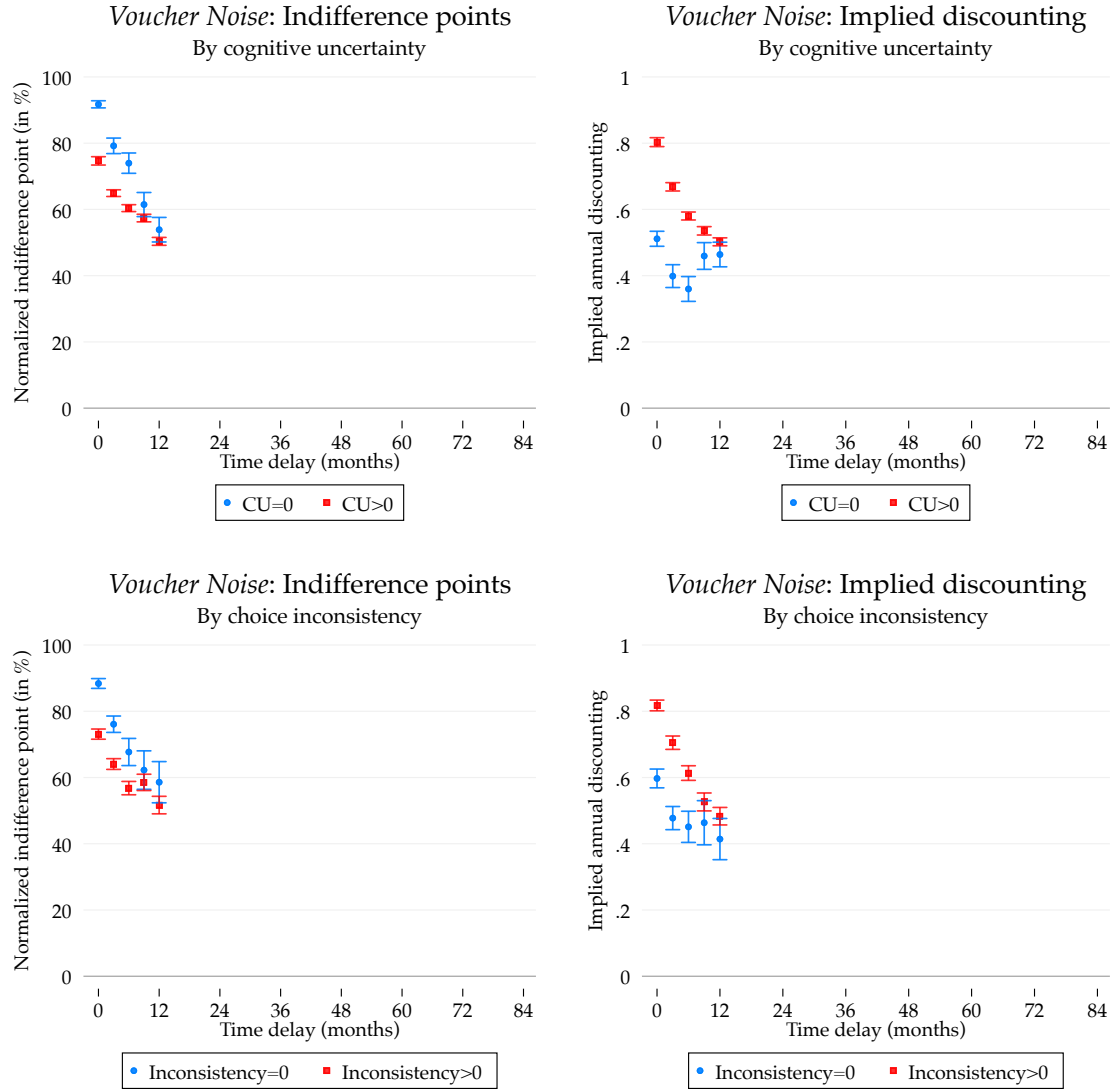 Voucher Noise: Indifference points
By cognitive uncertainty
Normalized indifference point (in %)
100
80
60
40
20
0
0 12 24 36 48 60 72 84
Time delay (months)
CU=0 CU>0
Voucher Noise: Implied discounting
By cognitive uncertainty
Implied annual discounting
1
.8
.6
.4
.2
0
0 12 24 36 48 60 72 84
Time delay (months)
CU=0 CU>0
Voucher Noise: Indifference points
By choice inconsistency
Normalized indifference point (in %)
100
80
60
40
20
0
0 12 24 36 48 60 72 84
Time delay (months)
Inconsistency=0 Inconsistency>0
Voucher Noise: Implied discounting
By choice inconsistency
Implied annual discounting
1
.8
.6
.4
.2
0
0 12 24 36 48 60 72 84
Time delay (months)
Inconsistency=0 Inconsistency>0